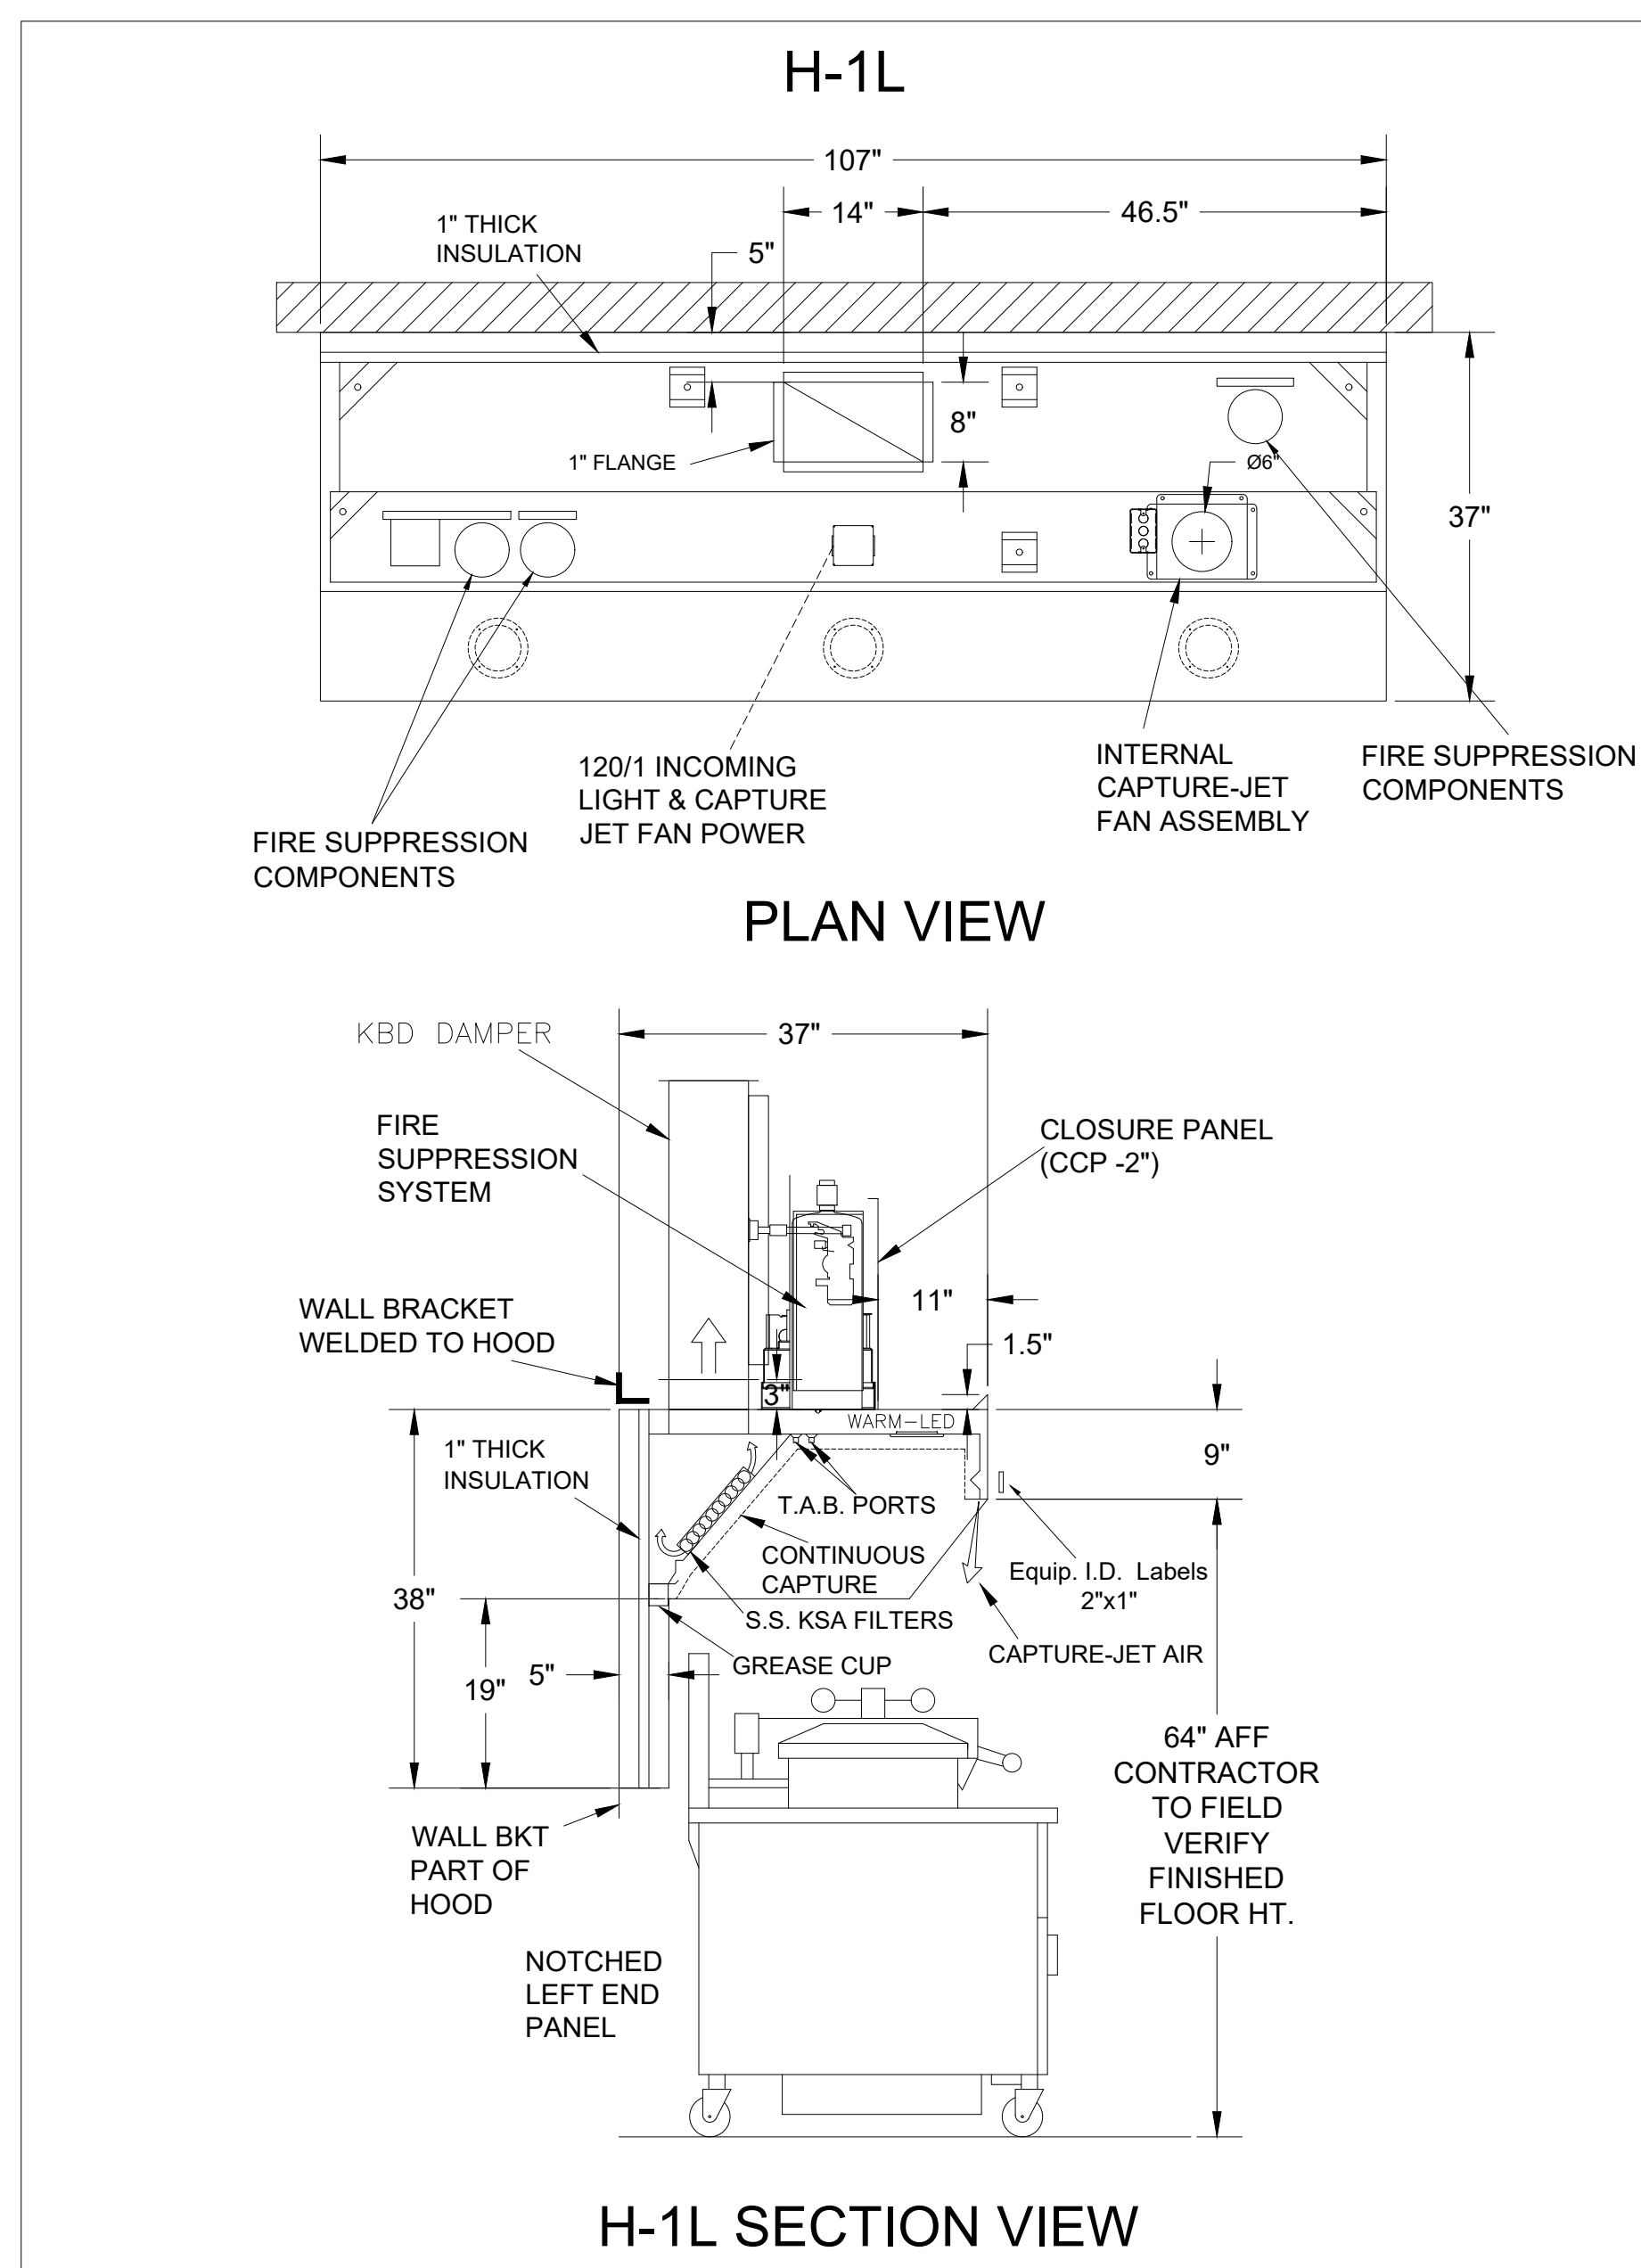 H-1L
107"
14"
46.5"
1" THICK
INSULATION
5"
8"
1" FLANGE
Ø6"
37"
120/1 INCOMING
LIGHT & CAPTURE
JET FAN POWER
INTERNAL
CAPTURE-JET
FAN ASSEMBLY
FIRE SUPPRESSION
COMPONENTS
FIRE SUPPRESSION
COMPONENTS
PLAN VIEW
KBD DAMPER
37"
FIRE
SUPPRESSION
SYSTEM
CLOSURE PANEL
(CCP -2")
WALL BRACKET
WELDED TO HOOD
11"
1.5"
3"
WARM-LED
1" THICK
INSULATION
9"
T.A.B. PORTS
CONTINUOUS
CAPTURE
Equip. I.D. Labels
2"x1"
38"
S.S. KSA FILTERS
CAPTURE-JET AIR
GREASE CUP
5"
19"
64" AFF
CONTRACTOR
TO FIELD
VERIFY
FINISHED
FLOOR HT.
WALL BKT
PART OF
HOOD
NOTCHED
LEFT END
PANEL
H-1L SECTION VIEW